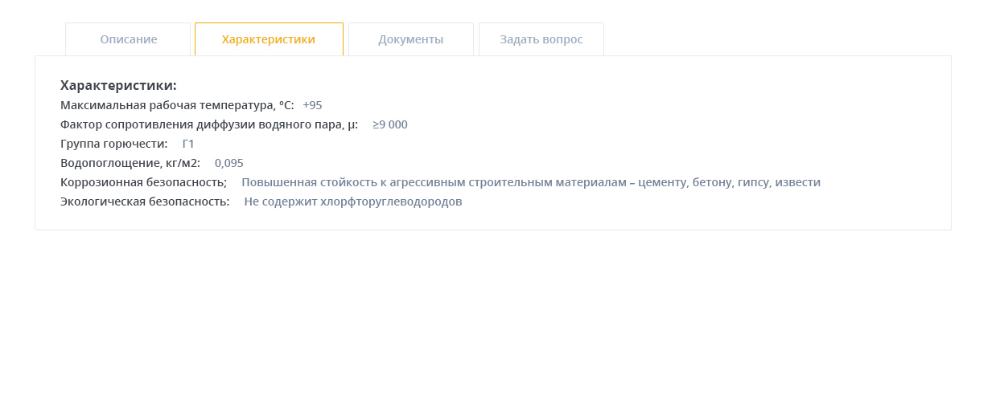 Описание Характеристики Документы Задать вопрос
Характеристики:
Максимальная рабочая температура, °С: +95
Фактор сопротивления диффузии водяного пара, μ: ≥9 000
Группа горючести: Г1
Водопоглощение, кг/м2: 0,095
Коррозионная безопасность; Повышенная стойкость к агрессивным строительным материалам – цементу, бетону, гипсу, извести
Экологическая безопасность: Не содержит хлорфторуглеводородов